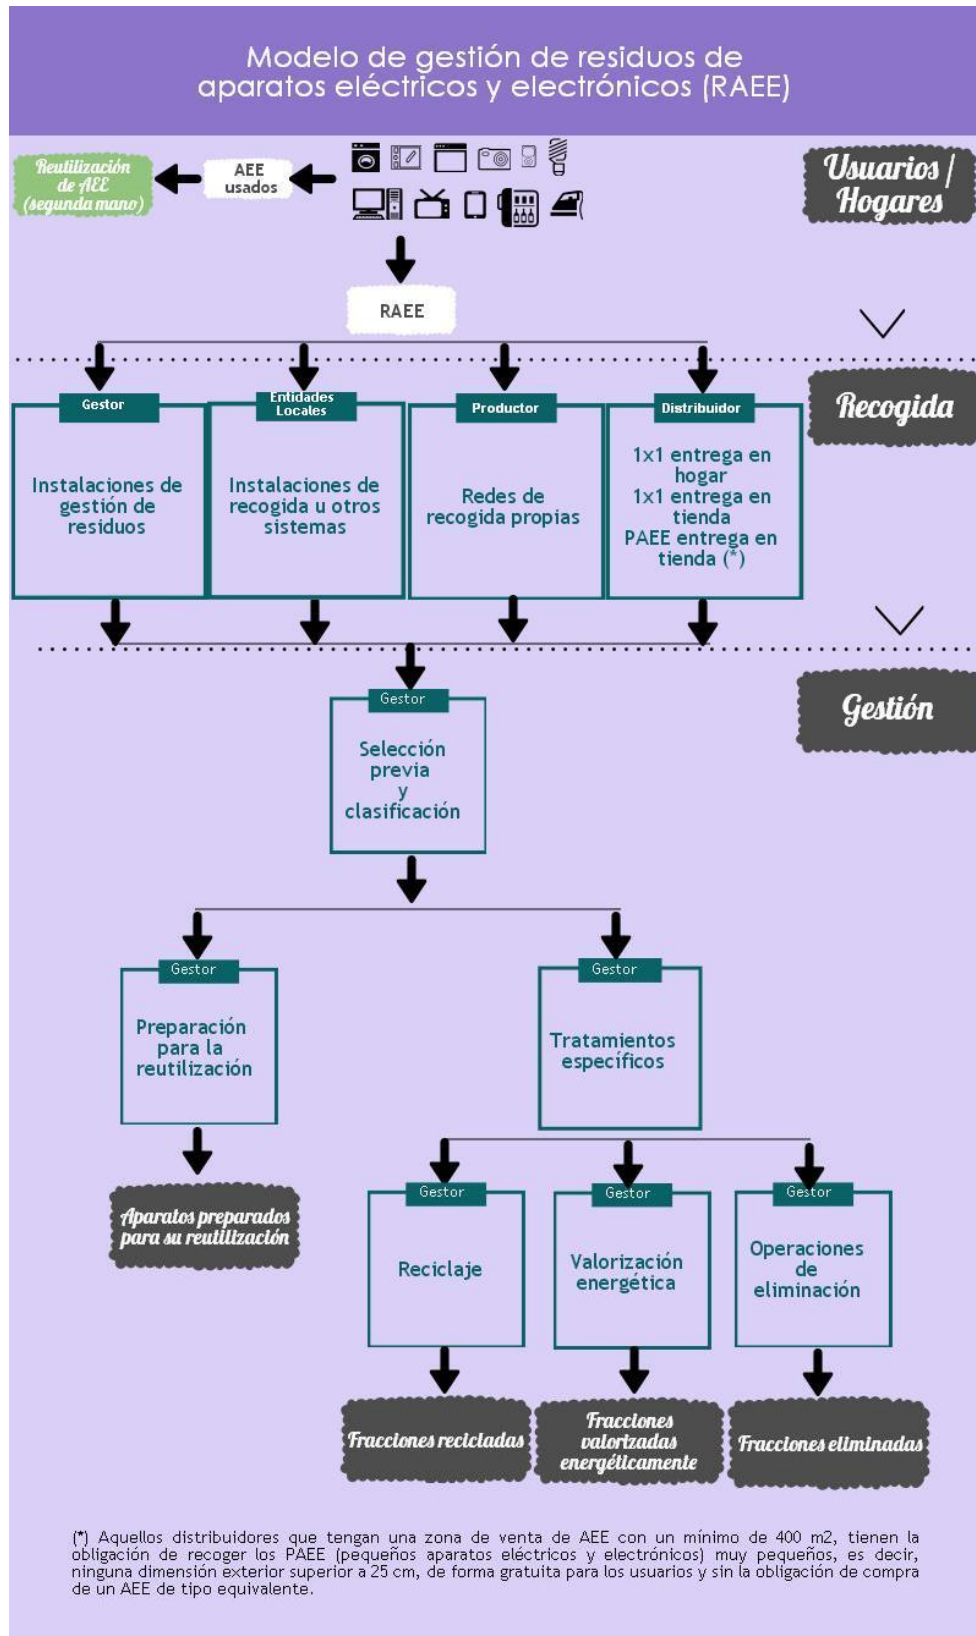 Modelo de gestión de residuos de
aparatos eléctricos y electrónicos (RAEE)
Reutilización
de AEE
(segunda mano)
AEE
usados
Usuarios /
Hogares
RAEE
Recogida
Gestor
Instalaciones de
gestión de
residuos
Entidades
Locales
Instalaciones de
recogida u otros
sistemas
Productor
Redes de
recogida propias
Distribuidor
1x1 entrega en
hogar
1x1 entrega en
tienda
PAEE entrega en
tienda (*)
Gestión
Gestor
Selección
previa
y
clasificación
Gestor
Preparación
para la
reutilización
Gestor
Tratamientos
específicos
Aparatos preparados
para su reutilización
Gestor
Reciclaje
Gestor
Valorización
energética
Gestor
Operaciones
de
eliminación
Fracciones recicladas
Fracciones
valorizadas
energéticamente
Fracciones eliminadas
(*) Aquellos distribuidores que tengan una zona de venta de AEE con un mínimo de 400 m2, tienen la
obligación de recoger los PAEE (pequeños aparatos eléctricos y electrónicos) muy pequeños, es decir,
ninguna dimensión exterior superior a 25 cm, de forma gratuita para los usuarios y sin la obligación de compra
de un AEE de tipo equivalente.